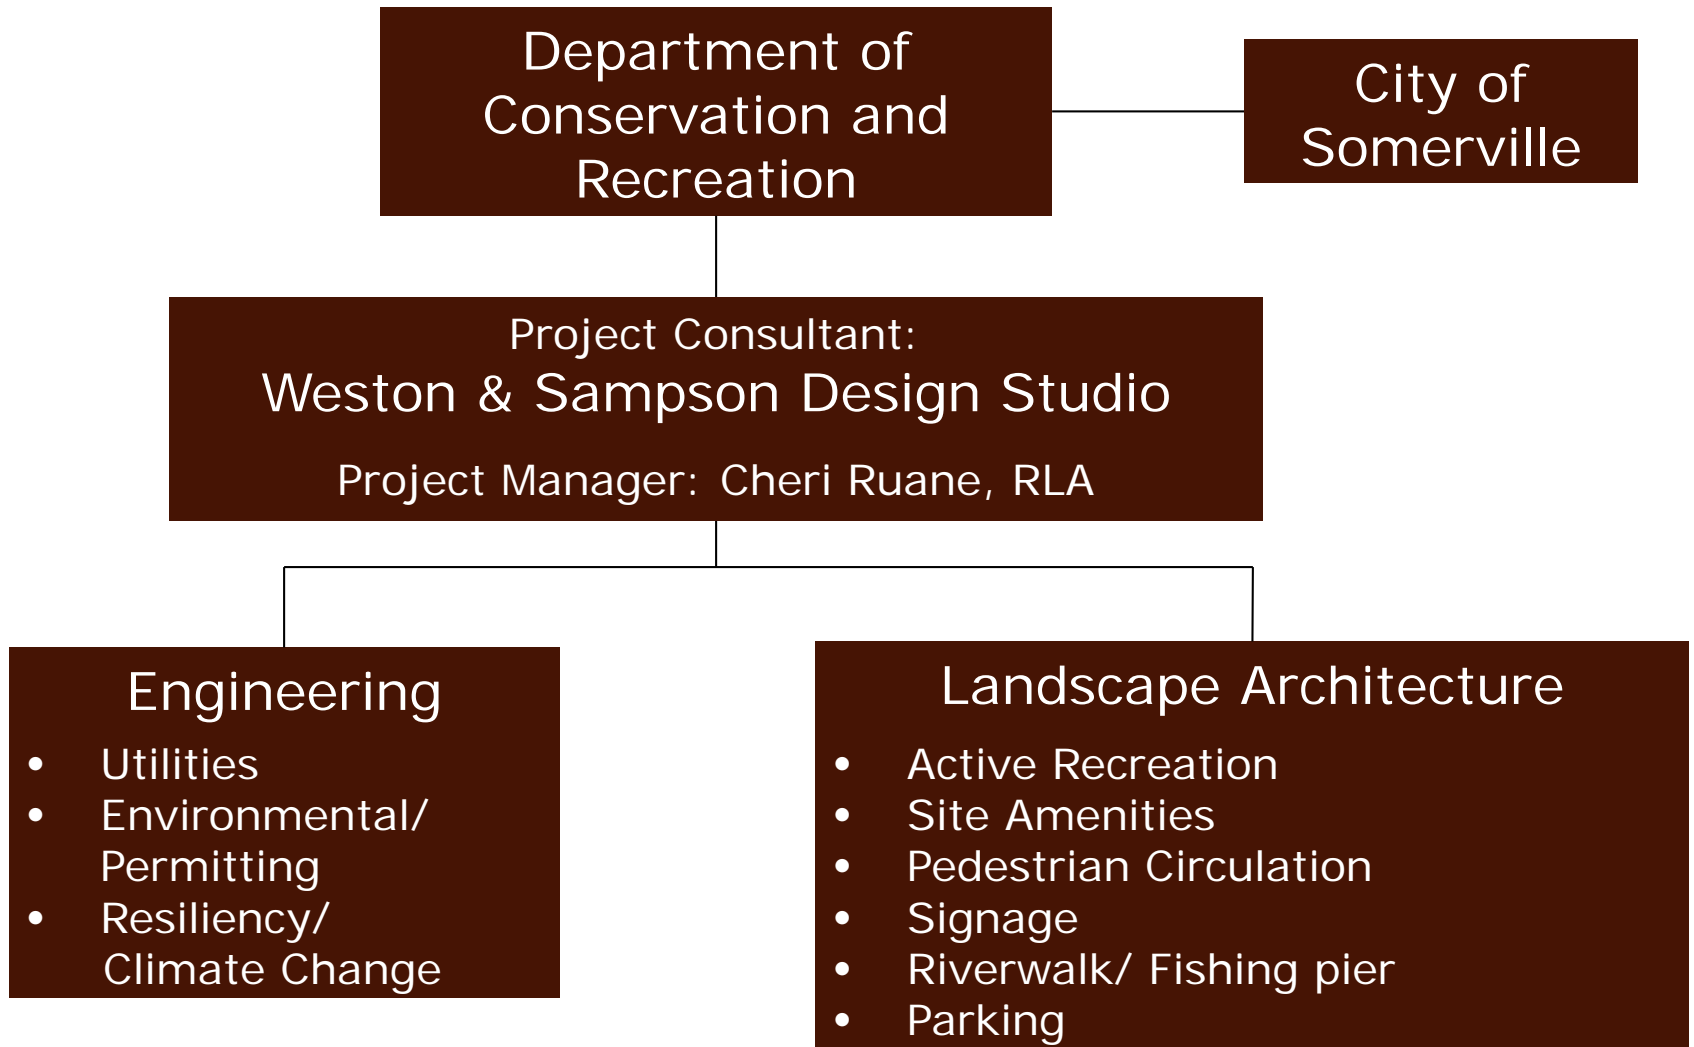 Department of
Conservation and
Recreation
City of
Somerville
Project Consultant:
Weston & Sampson Design Studio
Project Manager: Cheri Ruane, RLA
Engineering
• Utilities
• Environmental/
Permitting
• Resiliency/
Climate Change
Landscape Architecture
• Active Recreation
• Site Amenities
• Pedestrian Circulation
• Signage
• Riverwalk/ Fishing pier
• Parking